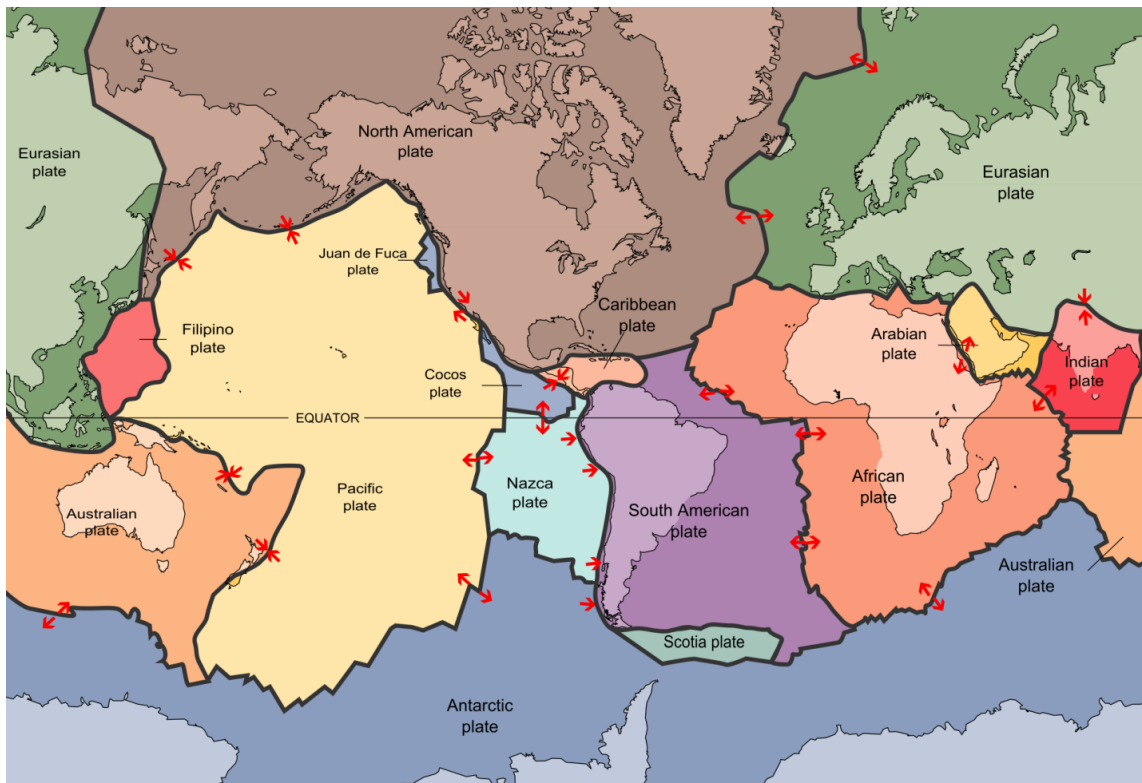 North American
plate
Eurasian
plate
Eurasian
plate
Juan de Fuca
plate
Caribbean
plate
Filipino
plate
Arabian
plate
Indian
plate
Cocos
plate
EQUATOR
Nazca
plate
Pacific
plate
African
plate
South American
plate
Australian
plate
Australian
plate
Scotia plate
Antarctic
plate